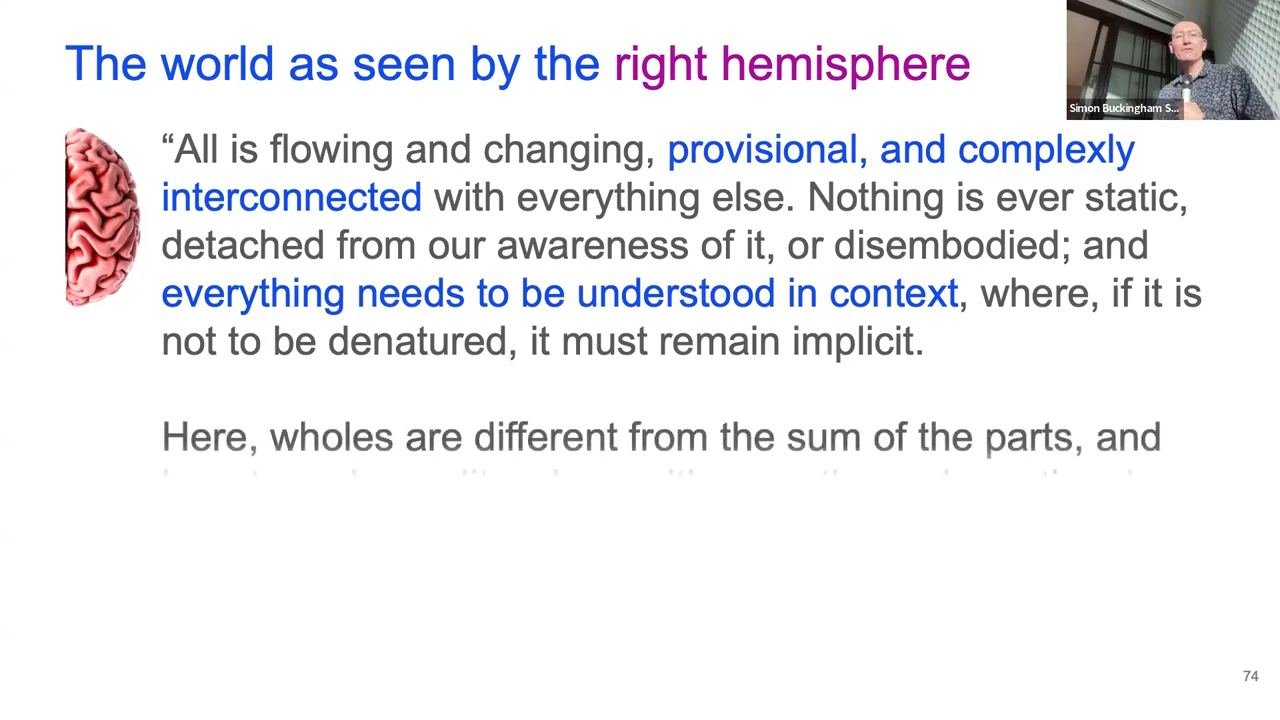 The world as seen by the right hemisphere
Simon Buckingham S...
“All is flowing and changing, provisional, and complexly
interconnected with everything else. Nothing is ever static,
detached from our awareness of it, or disembodied; and
everything needs to be understood in context, where, if it is
not to be denatured, it must remain implicit.
Here, wholes are different from the sum of the parts, and
74